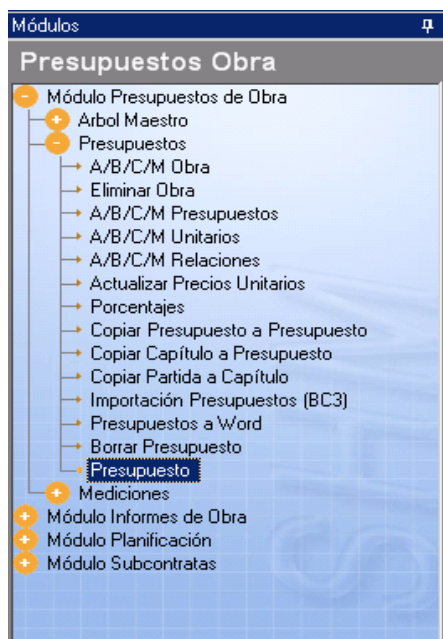 Módulos
Presupuestos Obra
Módulo Presupuestos de Obra
Arbol Maestro
Presupuestos
A/B/C/M Obra
Eliminar Obra
A/B/C/M Presupuestos
A/B/C/M Unitarios
A/B/C/M Relaciones
Actualizar Precios Unitarios
Porcentajes
Copiar Presupuesto a Presupuesto
Copiar Capítulo a Presupuesto
Copiar Partida a Capítulo
Importación Presupuestos (BC3)
Presupuestos a Word
Borrar Presupuesto
Presupuesto
Mediciones
Módulo Informes de Obra
Módulo Planificación
Módulo Subcontratas